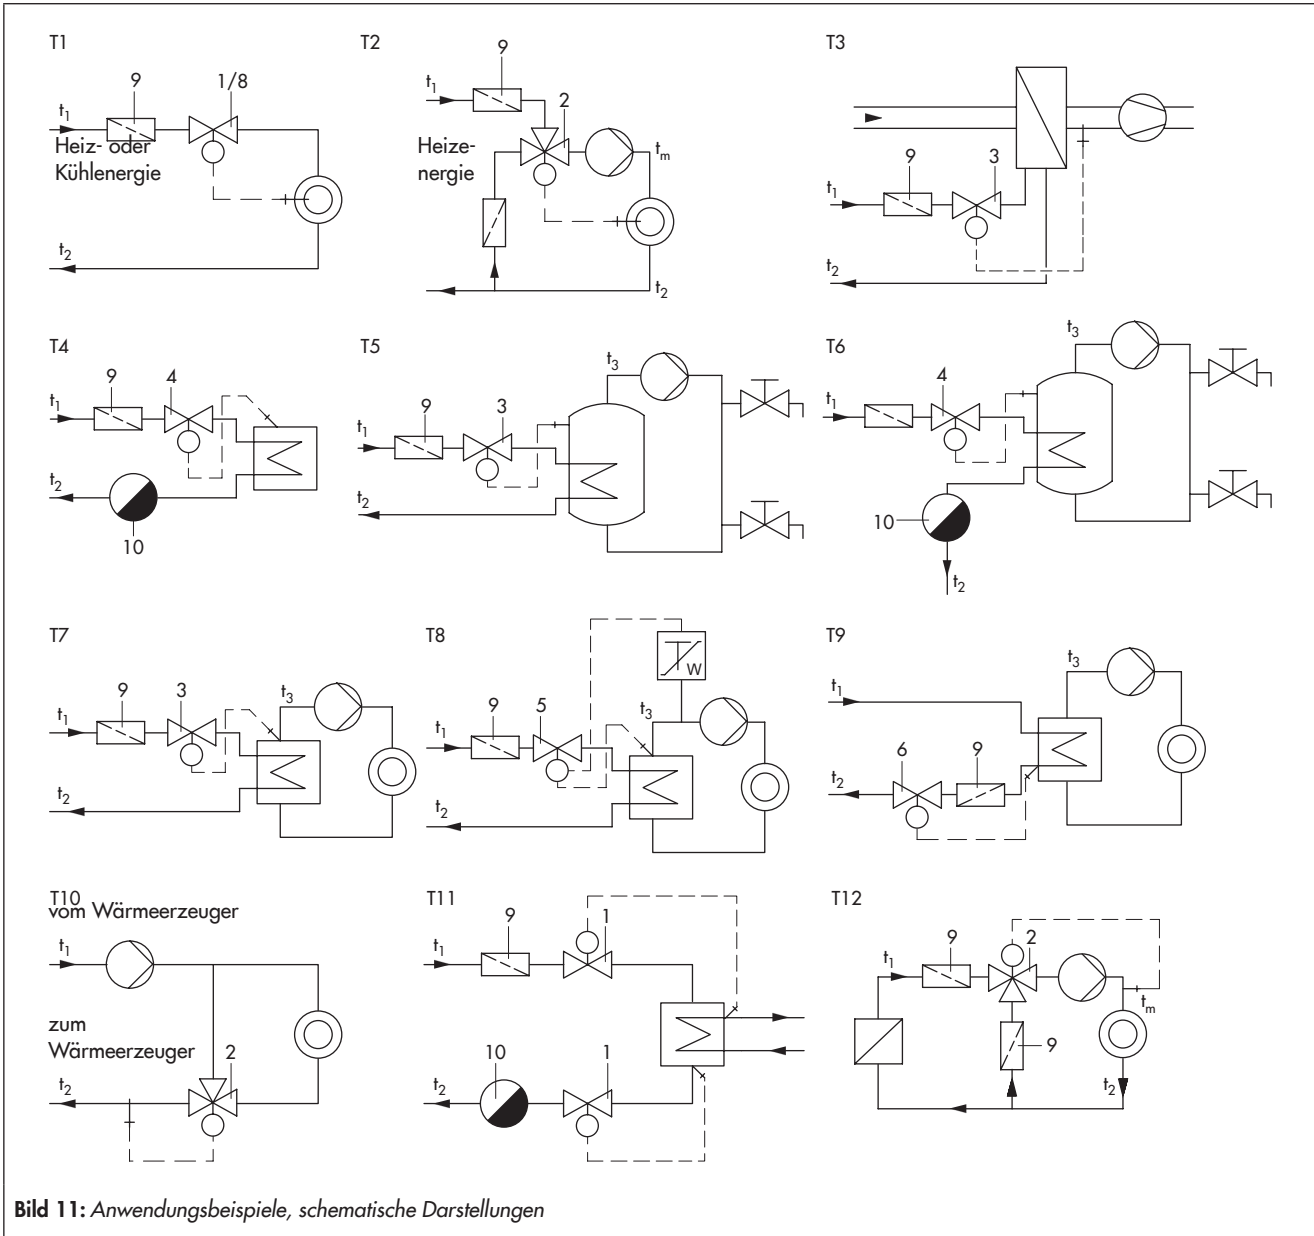 T1
9
1/8
t1
Heiz- oder
Kühlenergie
t2
T2
9
t1
2
Heize-
nergie
tm
t2
T3
9
3
t1
t2
T4
9
4
t1
t2
10
T5
t3
9
3
t1
t2
T6
t3
4
t1
10
t2
T7
9
3
t3
t1
t2
T8
W
9
5
t3
t1
t2
T9
t3
t1
6
9
t2
T10
vom Wärmeerzeuger
t1
zum
Wärmeerzeuger
2
t2
T11
9
1
t1
10
1
t2
T12
9
2
t1
tm
9
t2
Bild 11: Anwendungsbeispiele, schematische Darstellungen